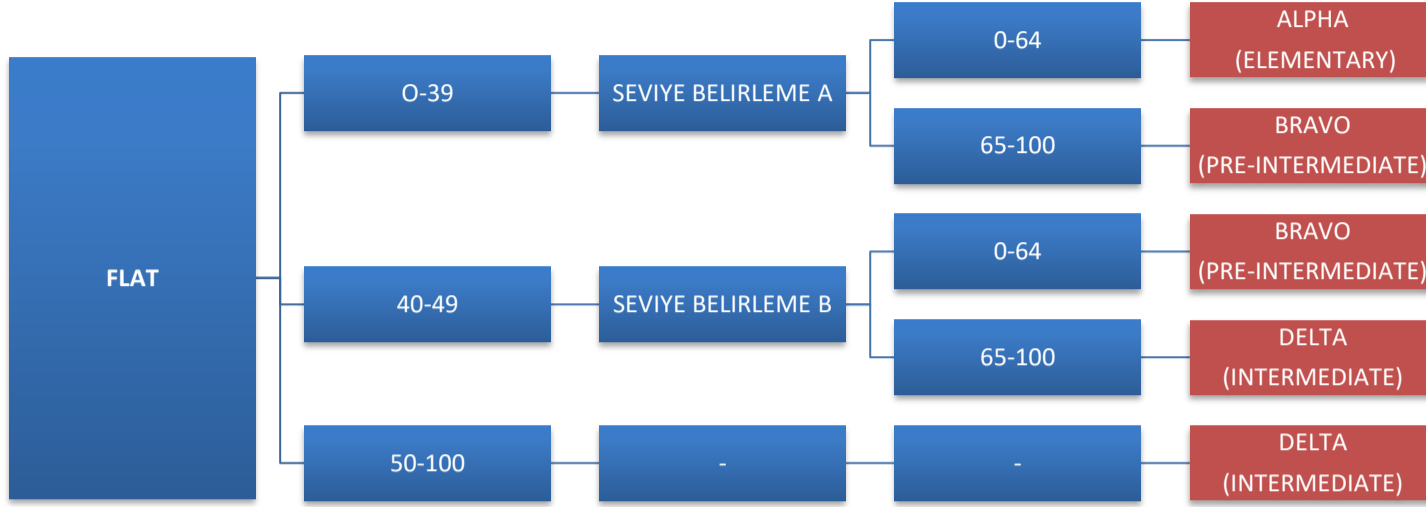 FLAT
O-39
SEVIYE BELIRLEME A
0-64
ALPHA
(ELEMENTARY)
65-100
BRAVO
(PRE-INTERMEDIATE)
40-49
SEVIYE BELIRLEME B
0-64
BRAVO
(PRE-INTERMEDIATE)
65-100
DELTA
(INTERMEDIATE)
50-100
-
-
DELTA
(INTERMEDIATE)